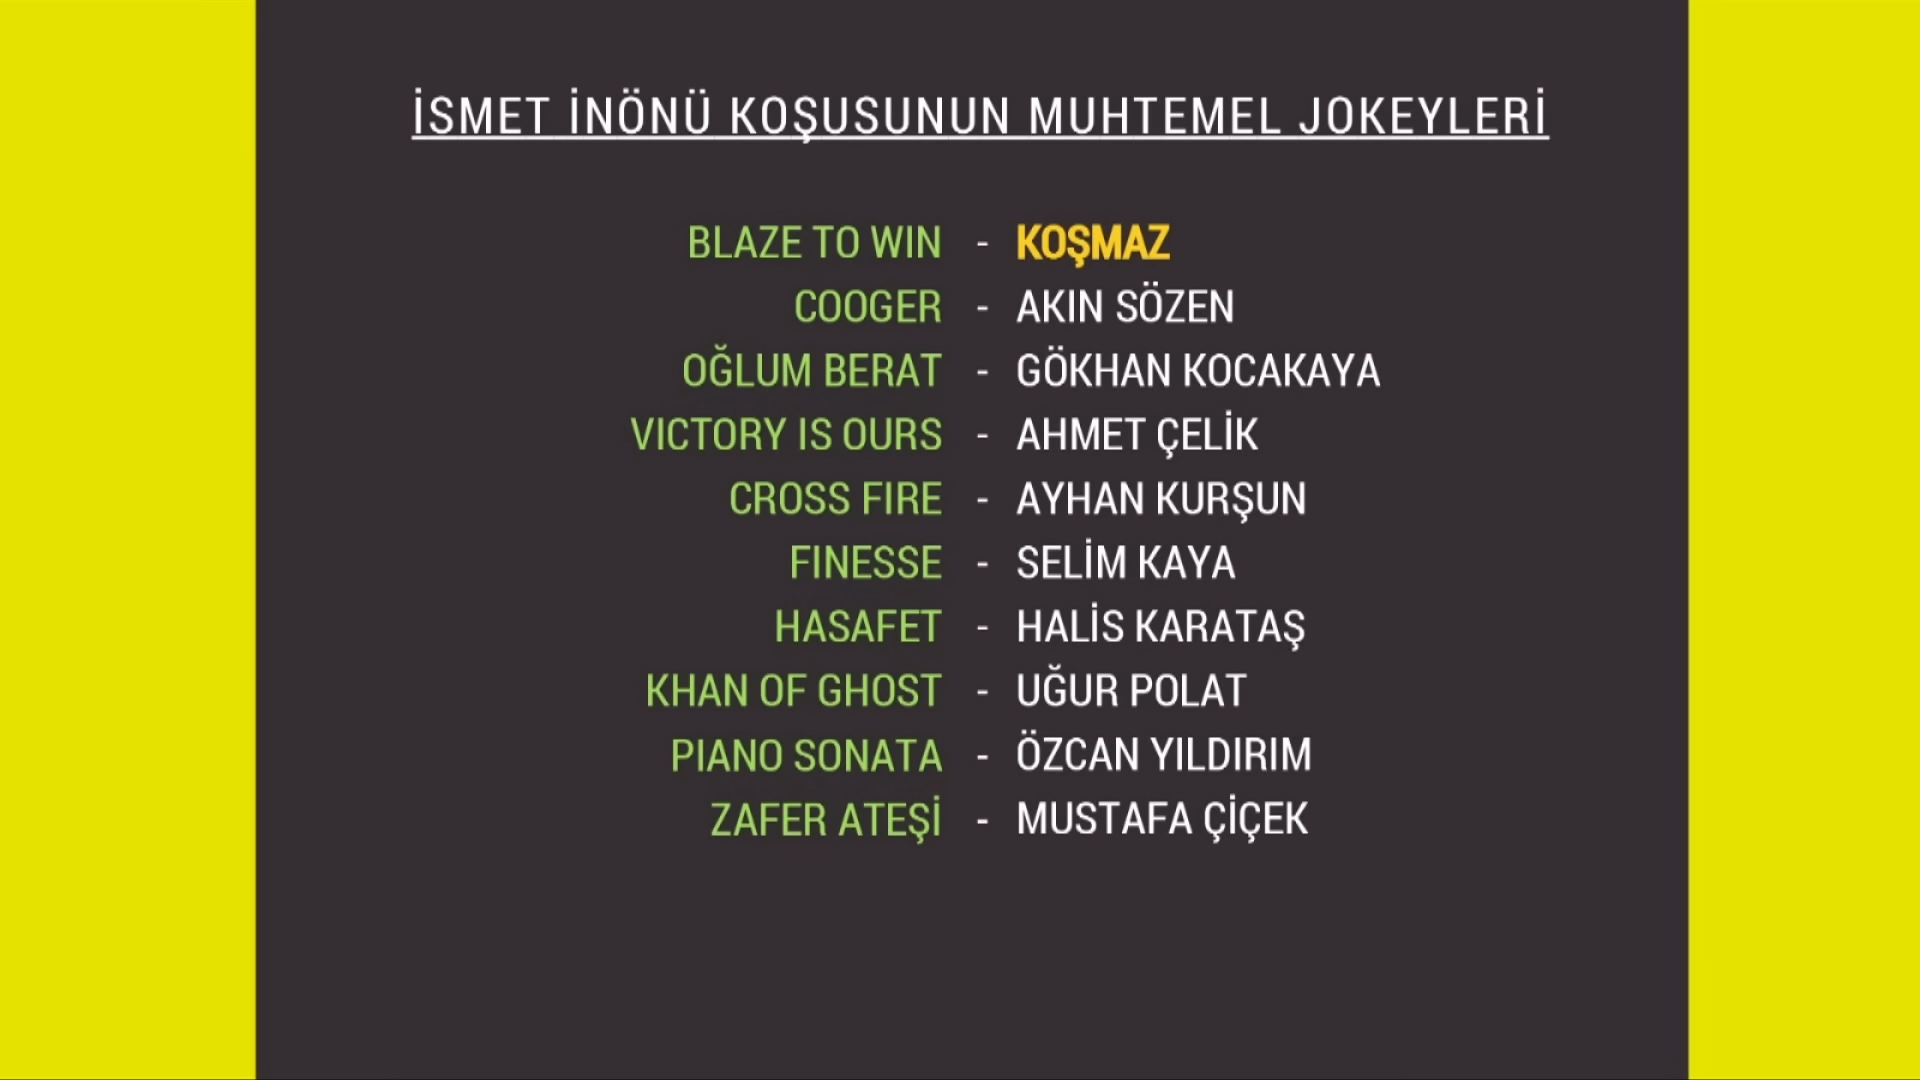 İSMET İNÖNÜ KOŞUSUNUN MUHTEMEL JOKEYLERİ
BLAZE TO WIN - KOŞMAZ
COOGER - AKIN SÖZEN
OĞLUM BERAT - GÖKHAN KOCAKAYA
VICTORY IS OURS - AHMET ÇELİK
CROSS FIRE - AYHAN KURŞUN
FINESSE - SELİM KAYA
HASAFET - HALİS KARATAŞ
KHAN OF GHOST - UĞUR POLAT
PIANO SONATA - ÖZCAN YILDIRIM
ZAFER ATEŞİ - MUSTAFA ÇİÇEK